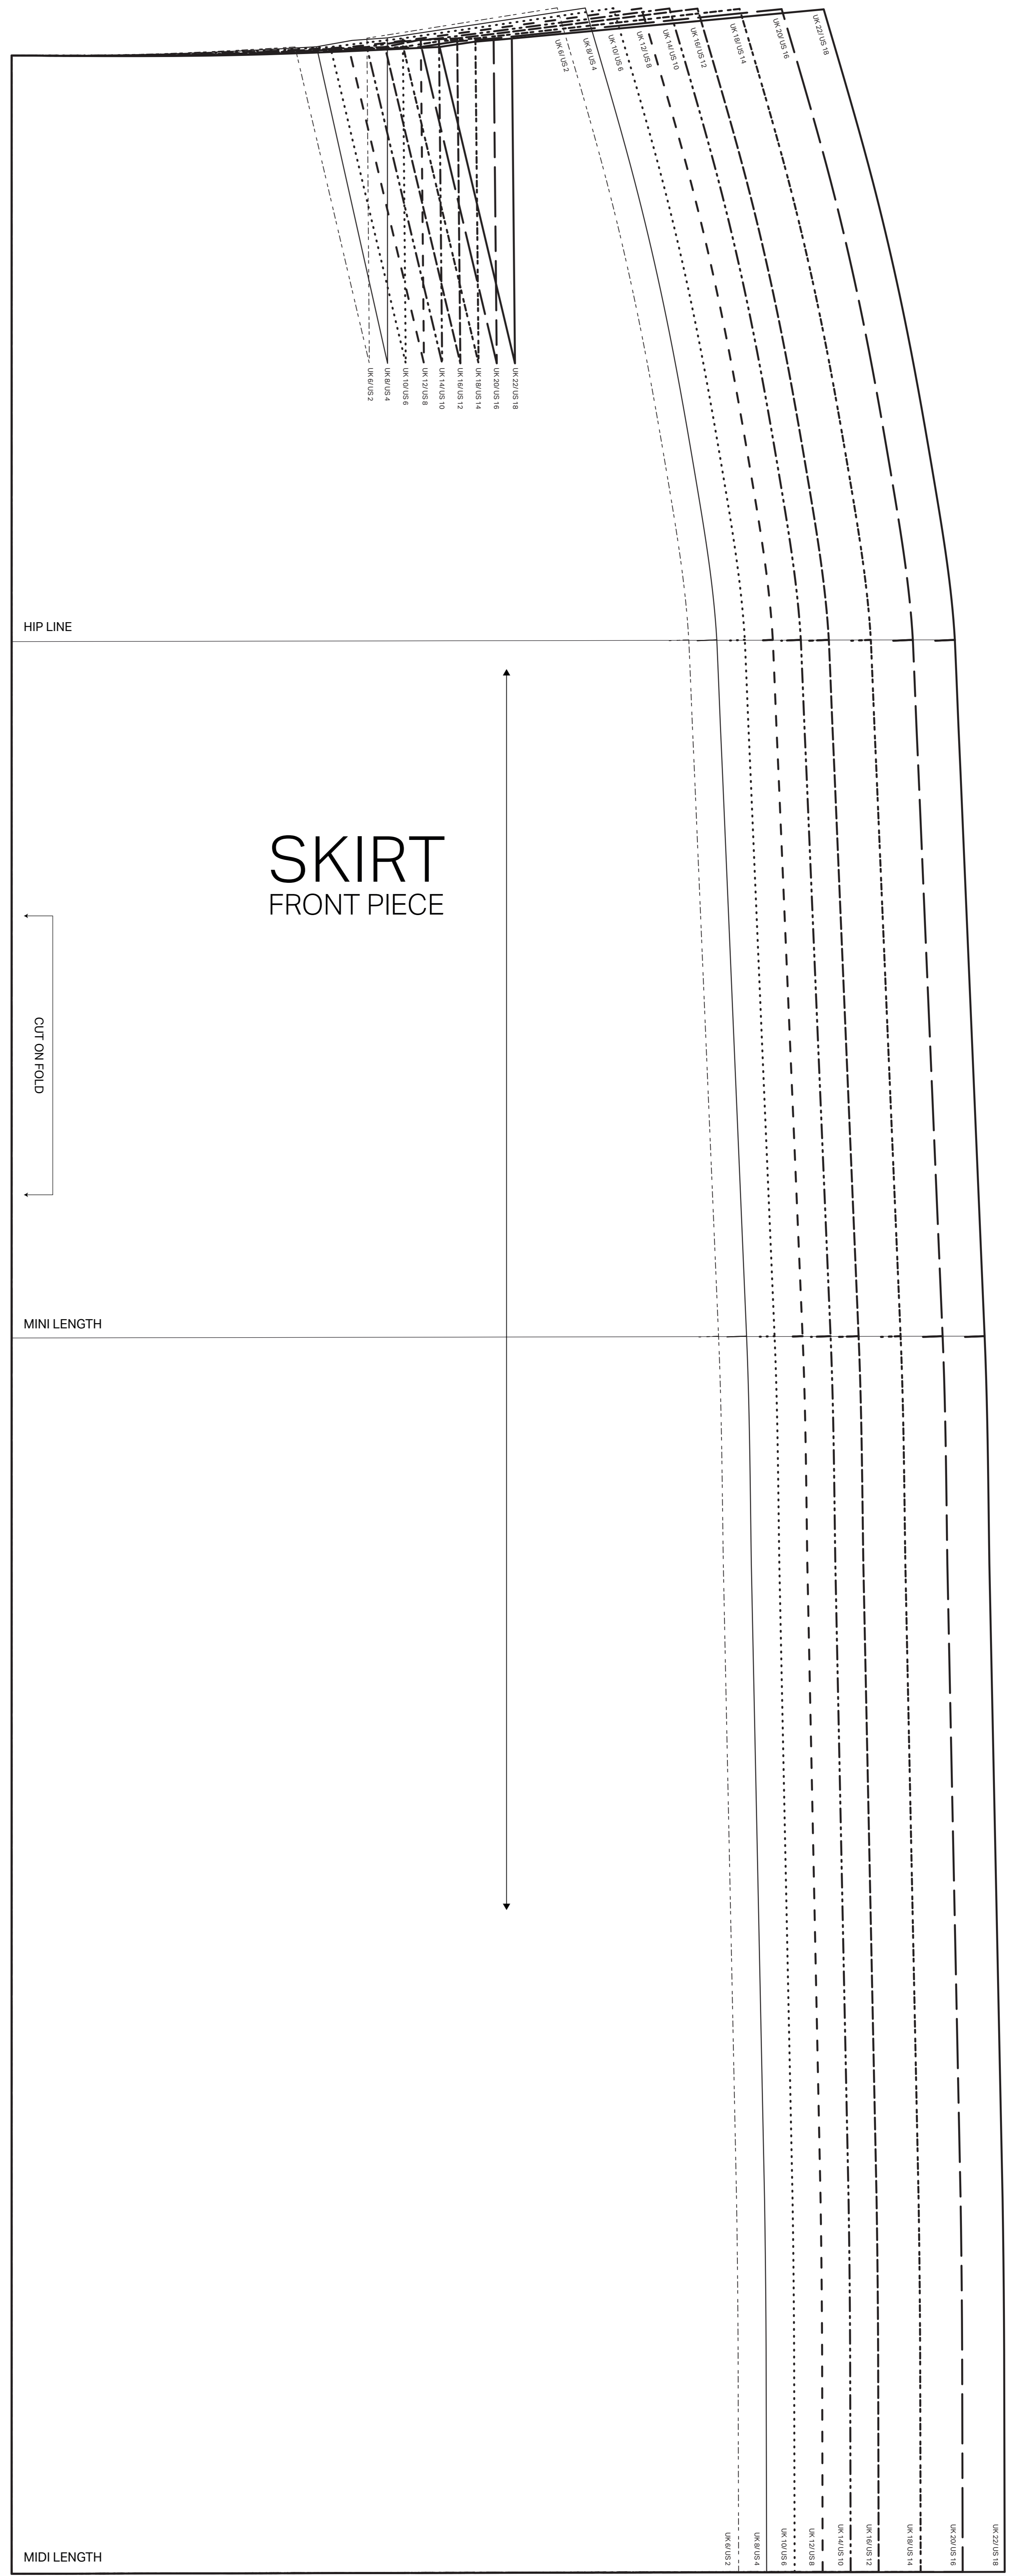 UK 6/ US 2
UK 8/ US 4
UK 10/ US 6
UK 12/ US 8
UK 14/ US 10
UK 16/ US 12
UK 18/ US 14
UK 20/ US 16
UK 22/ US 18
UK 6/ US 2
UK 8/ US 4
UK 10/ US 6
UK 12/ US 8
UK 14/ US 10
UK 16/ US 12
UK 18/ US 14
UK 20/ US 16
UK 22/ US 18
HIP LINE
SKIRT
FRONT PIECE
CUT ON FOLD
MINI LENGTH
UK 6/ US 2
UK 8/ US 4
UK 10/ US 6
UK 12/ US 8
UK 14/ US 10
UK 16/ US 12
UK 18/ US 14
UK 20/ US 16
UK 22/ US 18
MIDI LENGTH